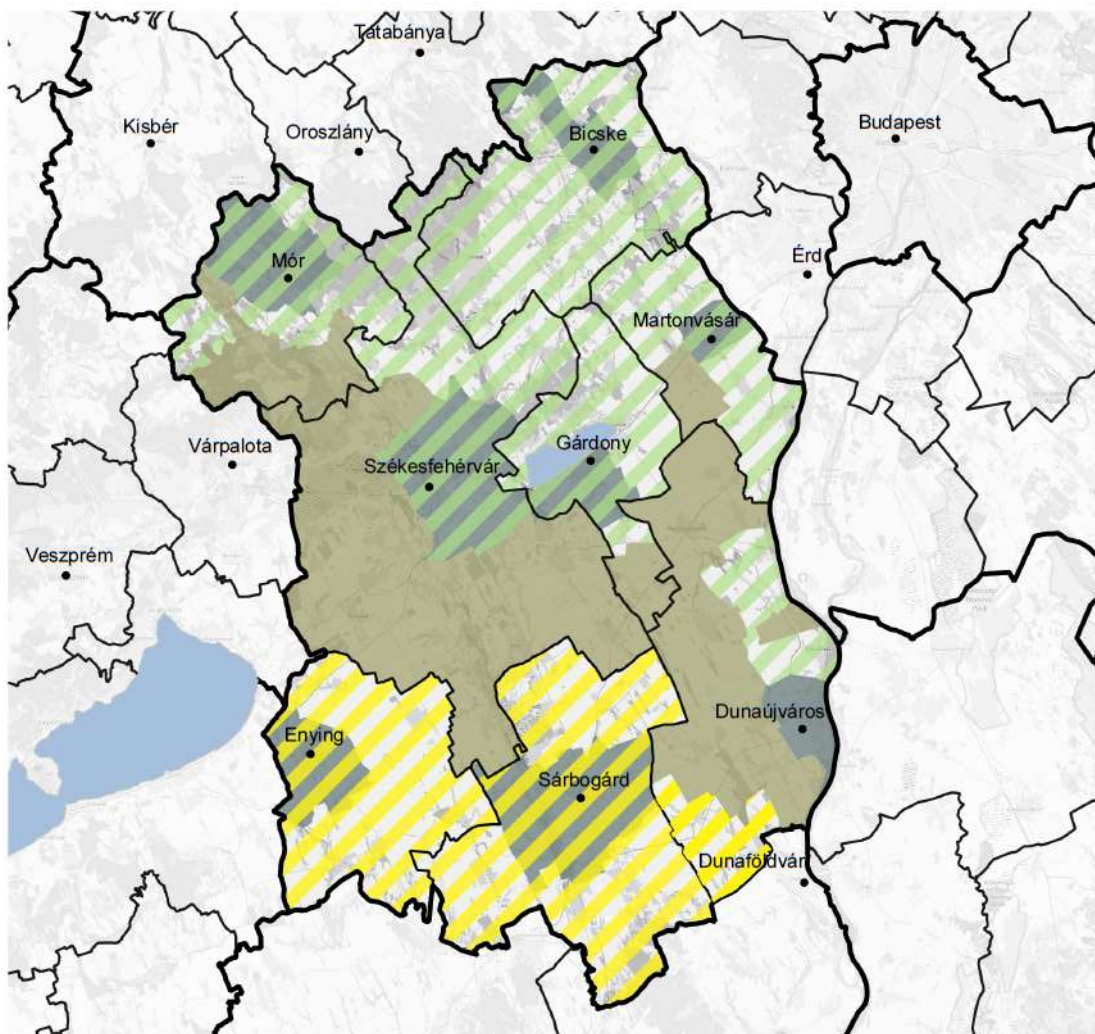 Tatabánya
Kisbér
Oroszlány
Bicske
Budapest
Mór
Érd
Martonvásár
Várpalota
Székesfehérvár
Gárdony
Veszprém
Enying
Dunaújváros
Sárbogárd
Dunaföldvár